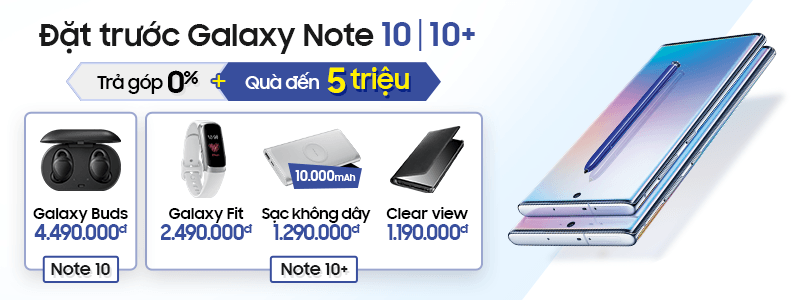 Đặt trước Galaxy Note 10 | 10+
Trả góp 0% + Quà đến 5 triệu
10.000mAh
Galaxy Buds
4.490.000đ
Galaxy Fit
2.490.000đ
Sạc không dây
1.290.000đ
Clear view
1.190.000đ
Note 10
Note 10+